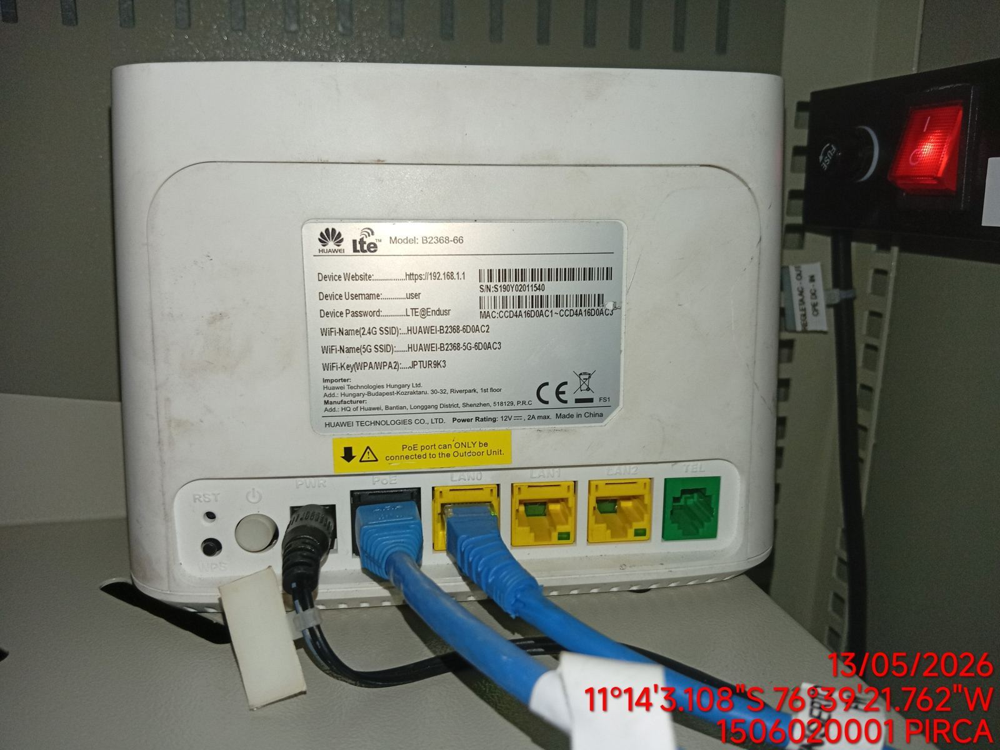 HUAWEI
Lte™
Model: B2368-66
Device Website:...............https://192.168.1.1
Device Username:...........user
Device Password:..........LTE@Endusr
S/N:S190Y02011540
MAC:CCD4A16D0AC1~CCD4A16D0AC3
WiFi-Name(2.4G SSID):...HUAWEI-B2368-6D0AC2
WiFi-Name(5G SSID):......HUAWEI-B2368-5G-6D0AC3
WiFi-Key(WPA/WPA2):....JPTUR9K3
Importer:
Huawei Technologies Hungary Ltd.
Add.: Hungary-Budapest-Kozraktaru. 30-32, Riverpark, 1st floor
Manufacturer:
Add.: HQ of Huawei, Bantian, Longgang District, Shenzhen, 518129, P.R.C
CE
FS1
HUAWEI TECHNOLOGIES CO., LTD. Power Rating: 12V⎓, 2A max. Made in China
PoE port can ONLY be
connected to the Outdoor Unit.
RST
PWR
PoE
LAN0
LAN1
LAN2
TEL
WPS
FUSE
REGLETA AC - OUT
CPE DC - IN
13/05/2026
11°14'3.108"S 76°39'21.762"W
1506020001 PIRCA